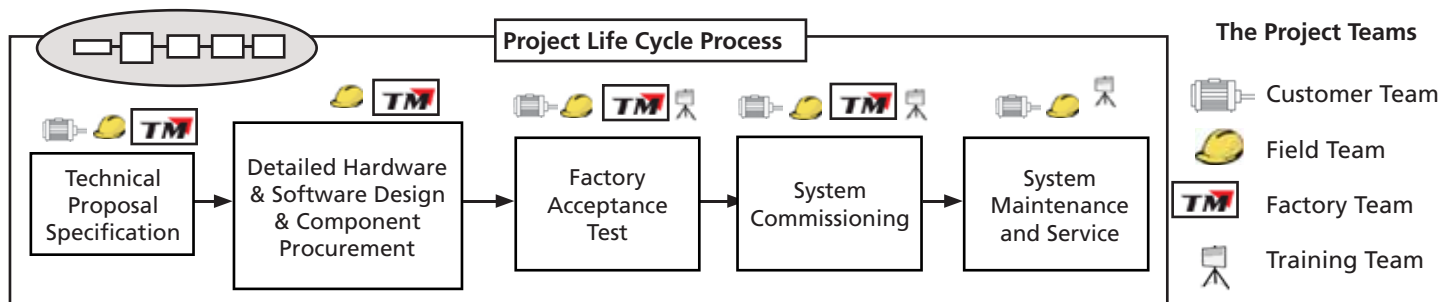 Project Life Cycle Process
The Project Teams
TM
TM
TM
TM
Technical
Proposal
Specification
Detailed Hardware
& Software Design
& Component
Procurement
Factory
Acceptance
Test
System
Commissioning
System
Maintenance
and Service
Customer Team
Field Team
TM
Factory Team
Training Team